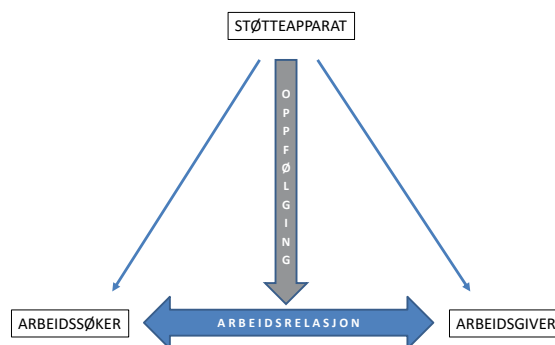 STØTTEAPPARAT
OPPFØLGING
ARBEIDSSØKER
ARBEIDSRELASJON
ARBEIDSGIVER